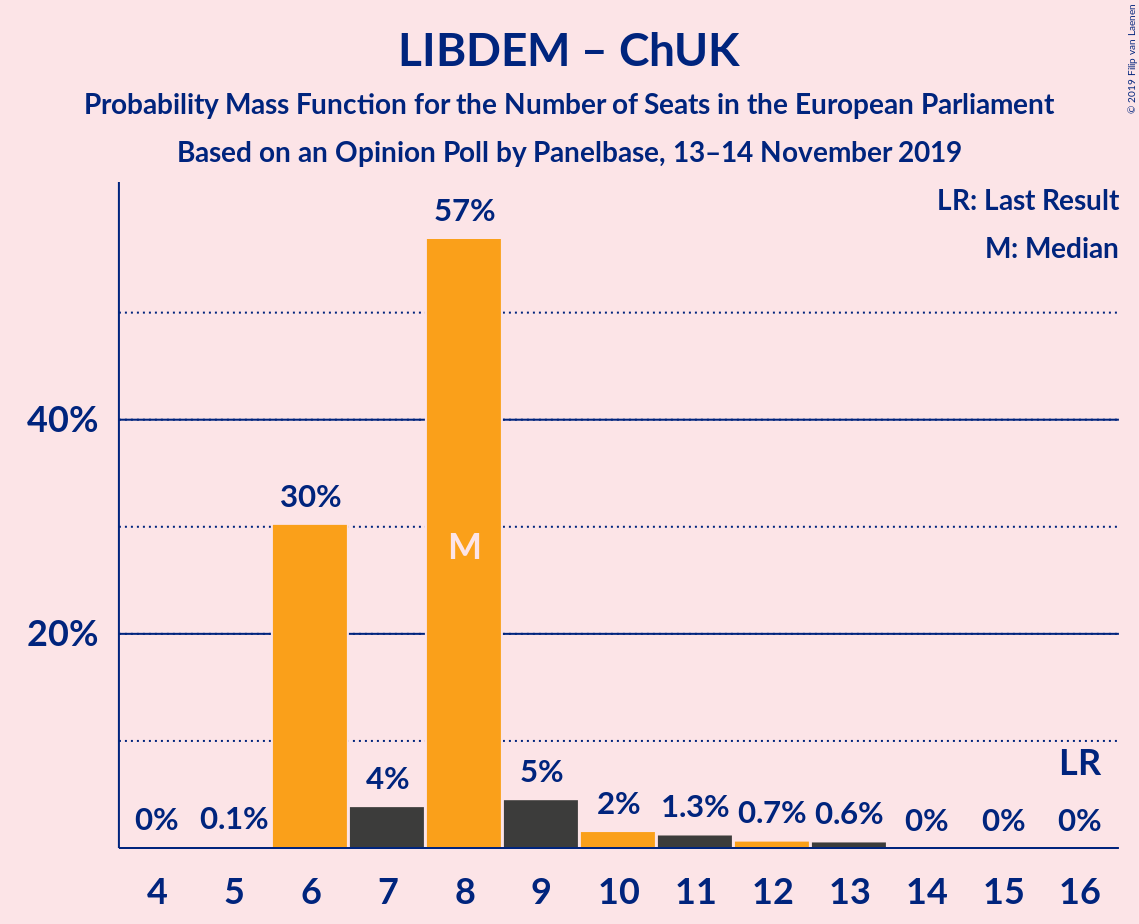 LIBDEM – ChUK
Probability Mass Function for the Number of Seats in the European Parliament
Based on an Opinion Poll by Panelbase, 13–14 November 2019
© 2019 Filip van Laenen
LR: Last Result
M: Median
57%
40%
30%
M
20%
LR
4%
5%
2%
1.3%
0.7%
0.6%
0%
0.1%
0%
0%
0%
4 5 6 7 8 9 10 11 12 13 14 15 16